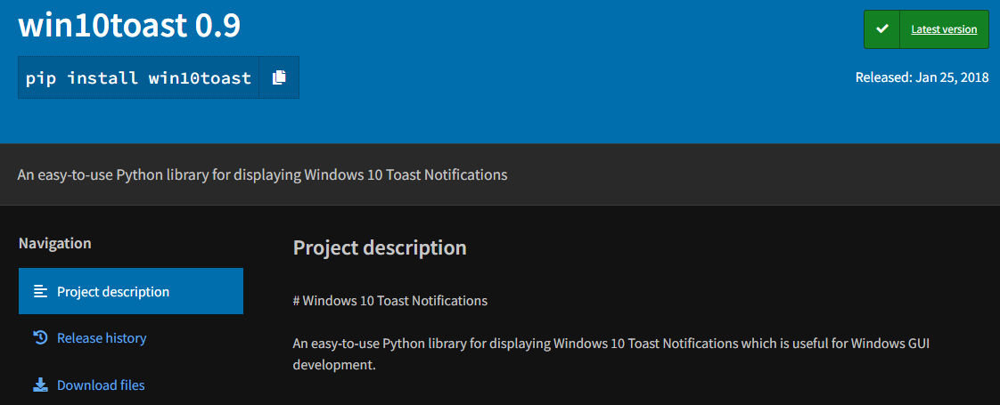 win10toast 0.9
Latest version
pip install win10toast
Released: Jan 25, 2018
An easy-to-use Python library for displaying Windows 10 Toast Notifications
Navigation
Project description
Release history
Download files
Project description
# Windows 10 Toast Notifications
An easy-to-use Python library for displaying Windows 10 Toast Notifications which is useful for Windows GUI
development.